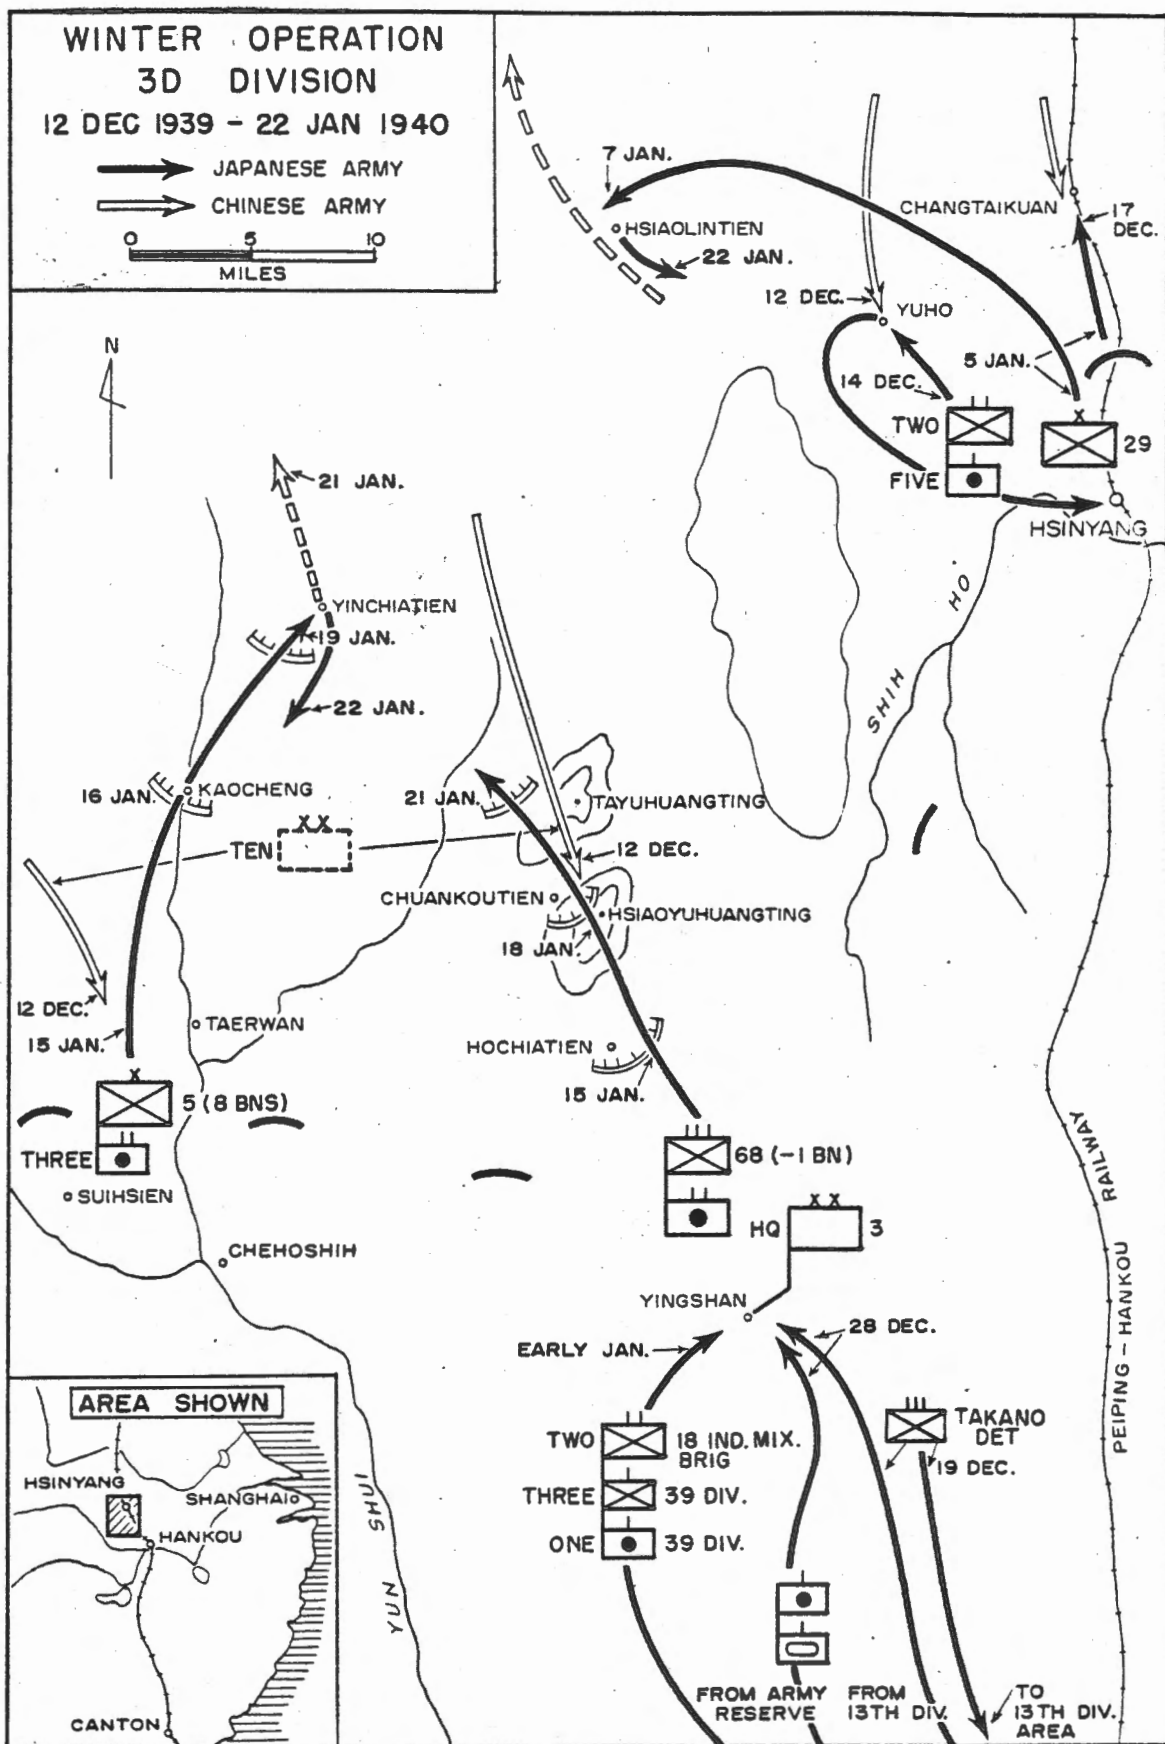 WINTER OPERATION
3D DIVISION
12 DEC 1939 - 22 JAN 1940
JAPANESE ARMY
CHINESE ARMY
0 5 10
MILES
N
7 JAN.
HSIAOLINTIEN
22 JAN.
CHANGTAIKUAN
17
DEC.
12 DEC.
YUHO
5 JAN.
14 DEC.
TWO
29
FIVE
HSINYANG
21 JAN.
YINCHIATIEN
19 JAN.
22 JAN.
SHIH HO
16 JAN.
KAOCHENG
21 JAN.
TAYUHUANGTING
TEN
12 DEC.
CHUANKOUTIEN
HSIAOYUHUANGTING
18 JAN.
12 DEC.
TAERWAN
15 JAN.
HOCHIATIEN
15 JAN.
5 (8 BNS)
THREE
SUIHSIEN
68 (-1 BN)
HQ
3
CHEHOSHIH
YINGSHAN
28 DEC.
EARLY JAN.
PEIPING - HANKOU RAILWAY
TWO
18 IND. MIX.
BRIG
THREE
39 DIV.
ONE
39 DIV.
TAKANO
DET
19 DEC.
YUN SHUI
FROM ARMY
RESERVE
FROM
13TH DIV.
TO
13TH DIV.
AREA
AREA SHOWN
HSINYANG
SHANGHAI
HANKOU
CANTON